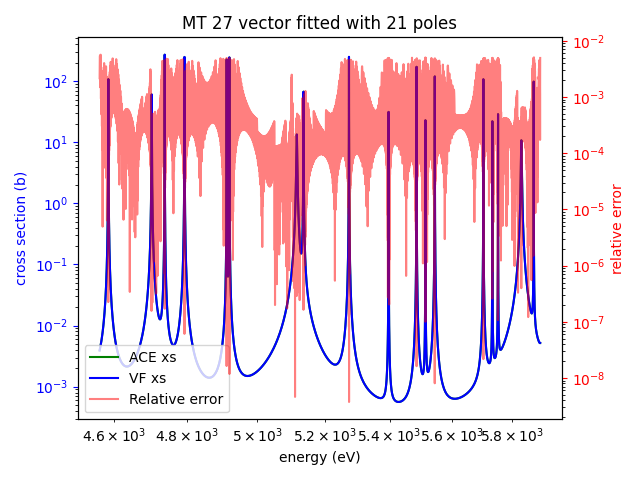 MT 27 vector fitted with 21 poles
10²
10¹
10⁰
10⁻¹
10⁻²
10⁻³
cross section (b)
10⁻²
10⁻³
10⁻⁴
10⁻⁵
10⁻⁶
10⁻⁷
10⁻⁸
relative error
ACE xs
VF xs
Relative error
4.6 × 10³ 4.8 × 10³ 5 × 10³ 5.2 × 10³ 5.4 × 10³ 5.6 × 10³ 5.8 × 10³
energy (eV)